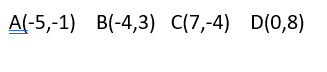 A(-5,-1) B(-4,3) C(7,-4) D(0,8)